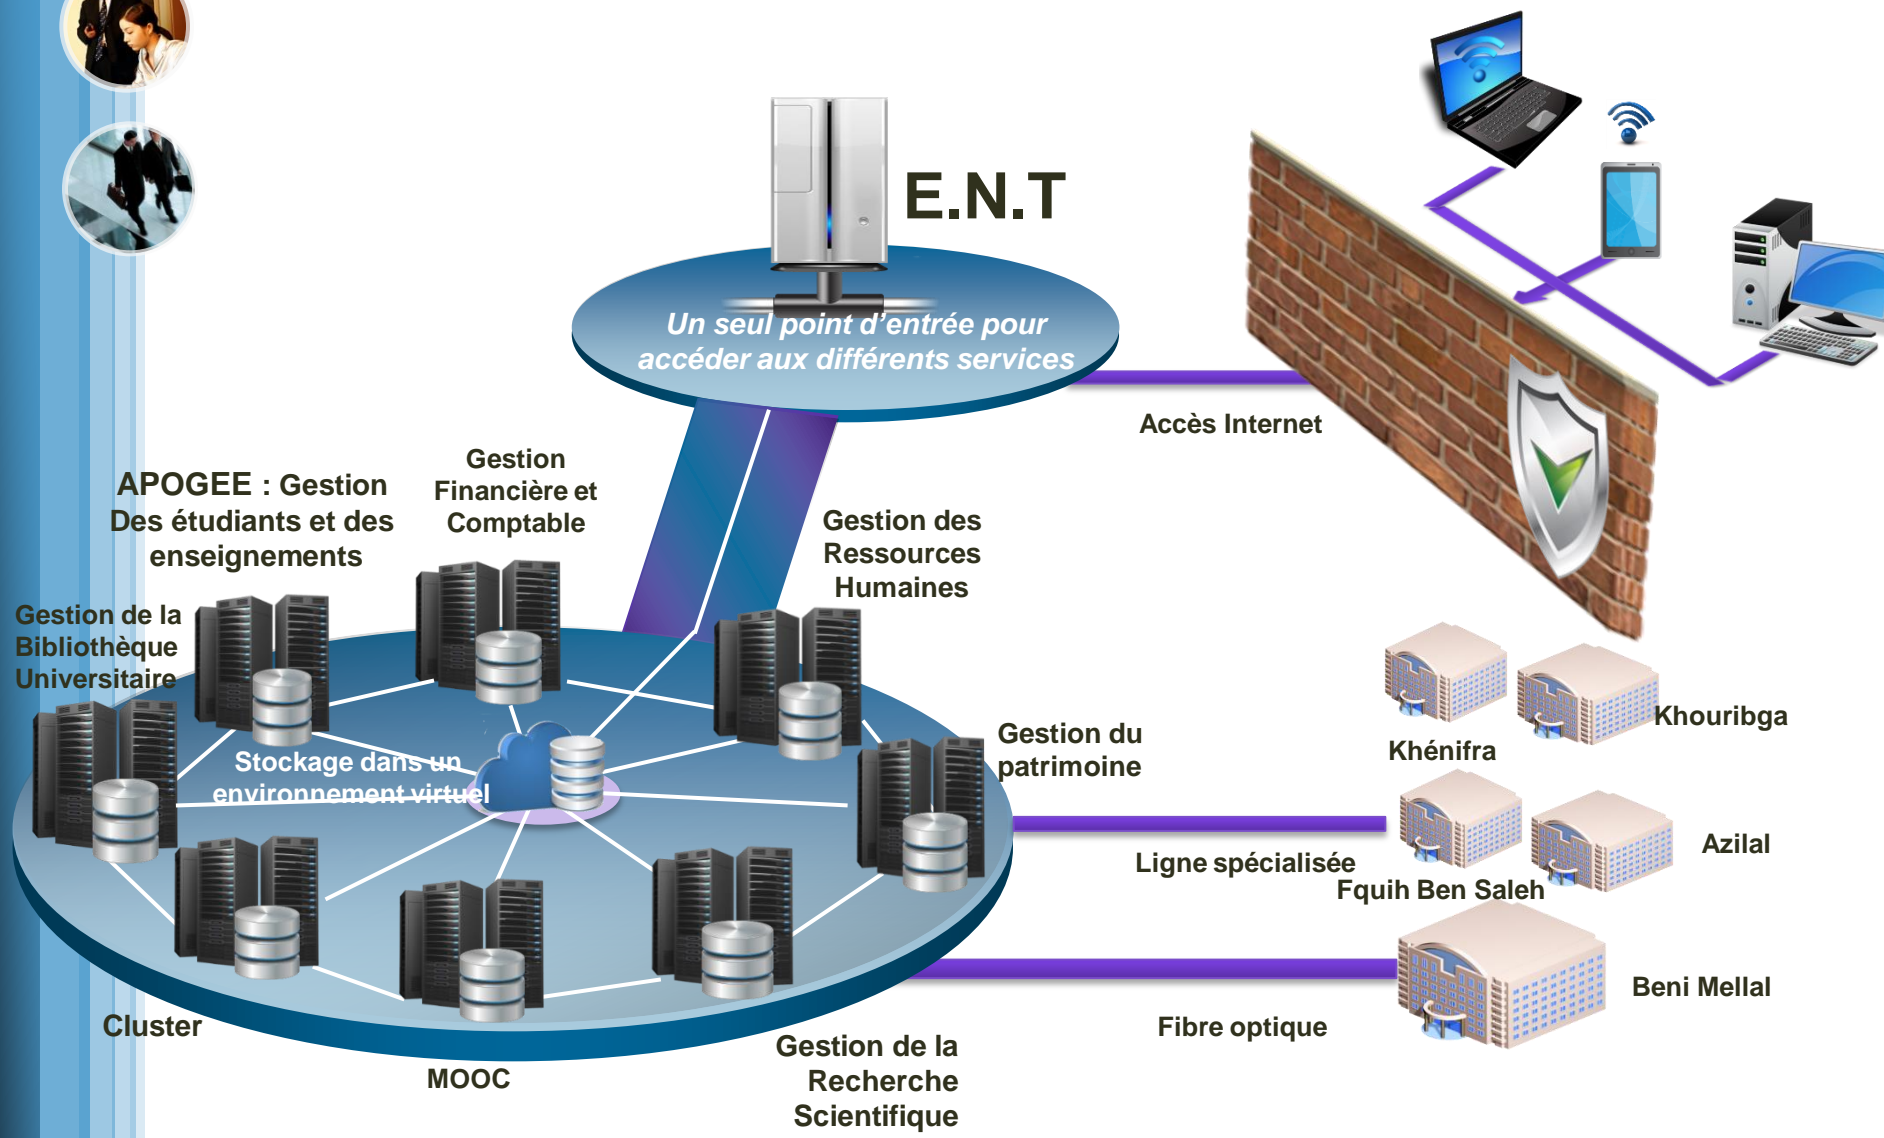 E.N.T
Un seul point d’entrée pour
accéder aux différents services
Accès Internet
Gestion
Financière et
Comptable
APOGEE : Gestion
Des étudiants et des
enseignements
Gestion des
Ressources
Humaines
Gestion de la
Bibliothèque
Universitaire
Stockage dans un
environnement virtuel
Gestion du
patrimoine
Khouribga
Khénifra
Ligne spécialisée
Azilal
Fquih Ben Saleh
Beni Mellal
Fibre optique
Cluster
MOOC
Gestion de la
Recherche
Scientifique